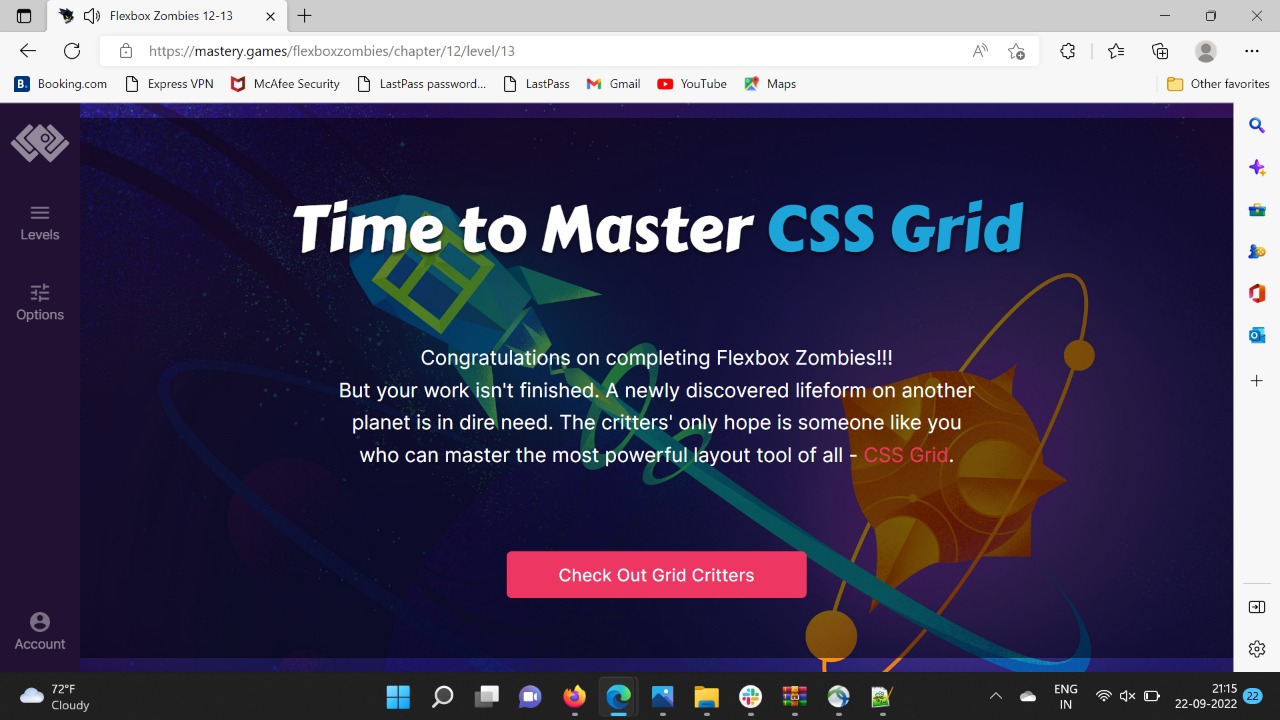 Flexbox Zombies 12-13
https://mastery.games/flexboxzombies/chapter/12/level/13
B. Booking.com Express VPN McAfee Security LastPass password... LastPass Gmail YouTube Maps Other favorites
Levels
Options
Account
Time to Master CSS Grid
Congratulations on completing Flexbox Zombies!!!
But your work isn't finished. A newly discovered lifeform on another
planet is in dire need. The critters' only hope is someone like you
who can master the most powerful layout tool of all - CSS Grid.
Check Out Grid Critters
72°F
Cloudy
ENG
IN
21:15
22-09-2022
22